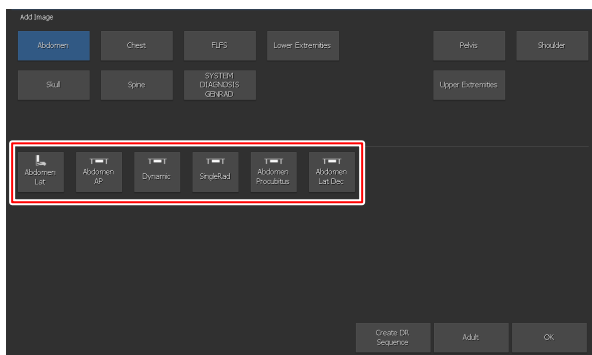 Add Image
Abdomen Chest FLFS Lower Extremities Pelvis Shoulder
Skull Spine SYSTEM
DIAGNOSIS
GENRAD Upper Extremities
Abdomen
Lat
Abdomen
AP
Dynamic
SingleRad
Abdomen
Procubitus
Abdomen
Lat Dec
Create DR
Sequence
Adult
OK